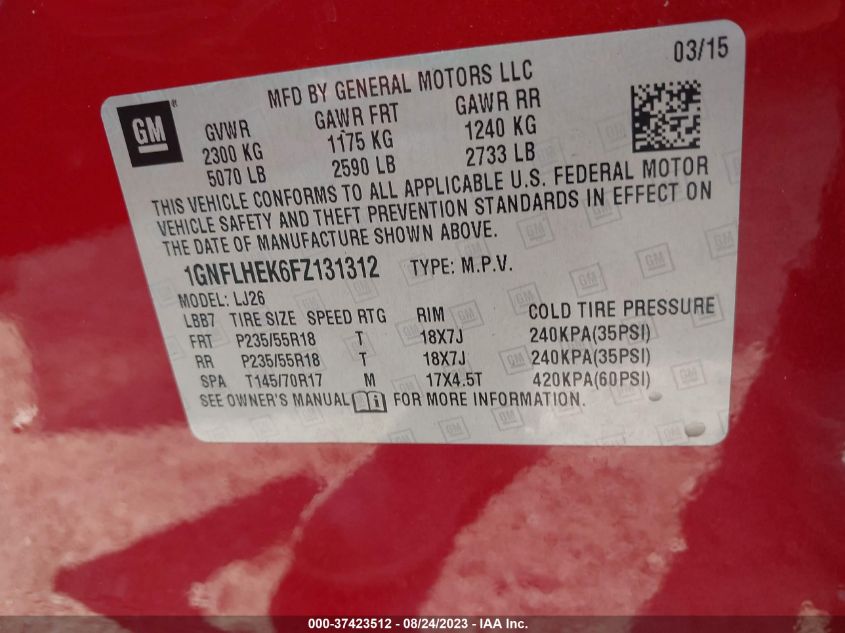 03/15
MFD BY GENERAL MOTORS LLC
GM®
GVWR GAWR FRT GAWR RR
2300 KG 1175 KG 1240 KG
5070 LB 2590 LB 2733 LB
THIS VEHICLE CONFORMS TO ALL APPLICABLE U.S. FEDERAL MOTOR
VEHICLE SAFETY AND THEFT PREVENTION STANDARDS IN EFFECT ON
THE DATE OF MANUFACTURE SHOWN ABOVE.
1GNFLHEK6FZ131312 TYPE: M.P.V.
MODEL: LJ26
LBB7 TIRE SIZE SPEED RTG RIM COLD TIRE PRESSURE
FRT P235/55R18 T 18X7J 240KPA(35PSI)
RR P235/55R18 T 18X7J 240KPA(35PSI)
SPA T145/70R17 M 17X4.5T 420KPA(60PSI)
SEE OWNER'S MANUAL FOR MORE INFORMATION.
000-37423512 - 08/24/2023 - IAA Inc.